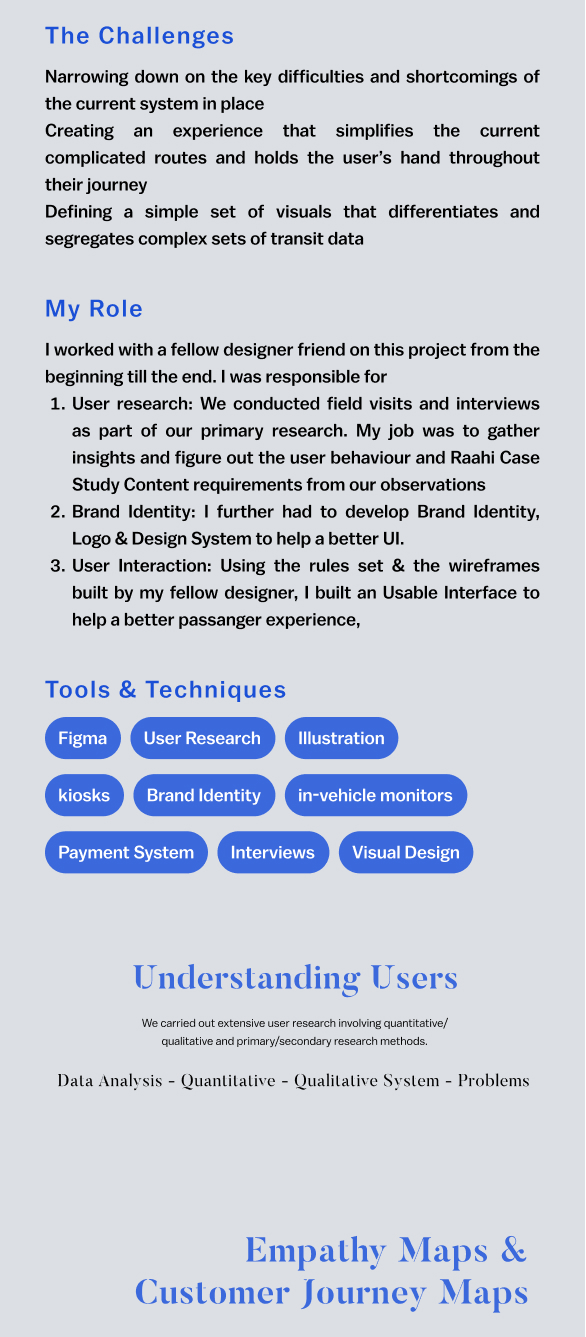 The Challenges
Narrowing down on the key difficulties and shortcomings of
the current system in place
Creating an experience that simplifies the current
complicated routes and holds the user's hand throughout
their journey
Defining a simple set of visuals that differentiates and
segregates complex sets of transit data
My Role
I worked with a fellow designer friend on this project from the
beginning till the end. I was responsible for
1. User research: We conducted field visits and interviews
as part of our primary research. My job was to gather
insights and figure out the user behaviour and Raahi Case
Study Content requirements from our observations
2. Brand Identity: I further had to develop Brand Identity,
Logo & Design System to help a better UI.
3. User Interaction: Using the rules set & the wireframes
built by my fellow designer, I built an Usable Interface to
help a better passanger experience,
Tools & Techniques
Figma User Research Illustration
kiosks Brand Identity in-vehicle monitors
Payment System Interviews Visual Design
Understanding Users
We carried out extensive user research involving quantitative/
qualitative and primary/secondary research methods.
Data Analysis - Quantitative - Qualitative System - Problems
Empathy Maps &
Customer Journey Maps